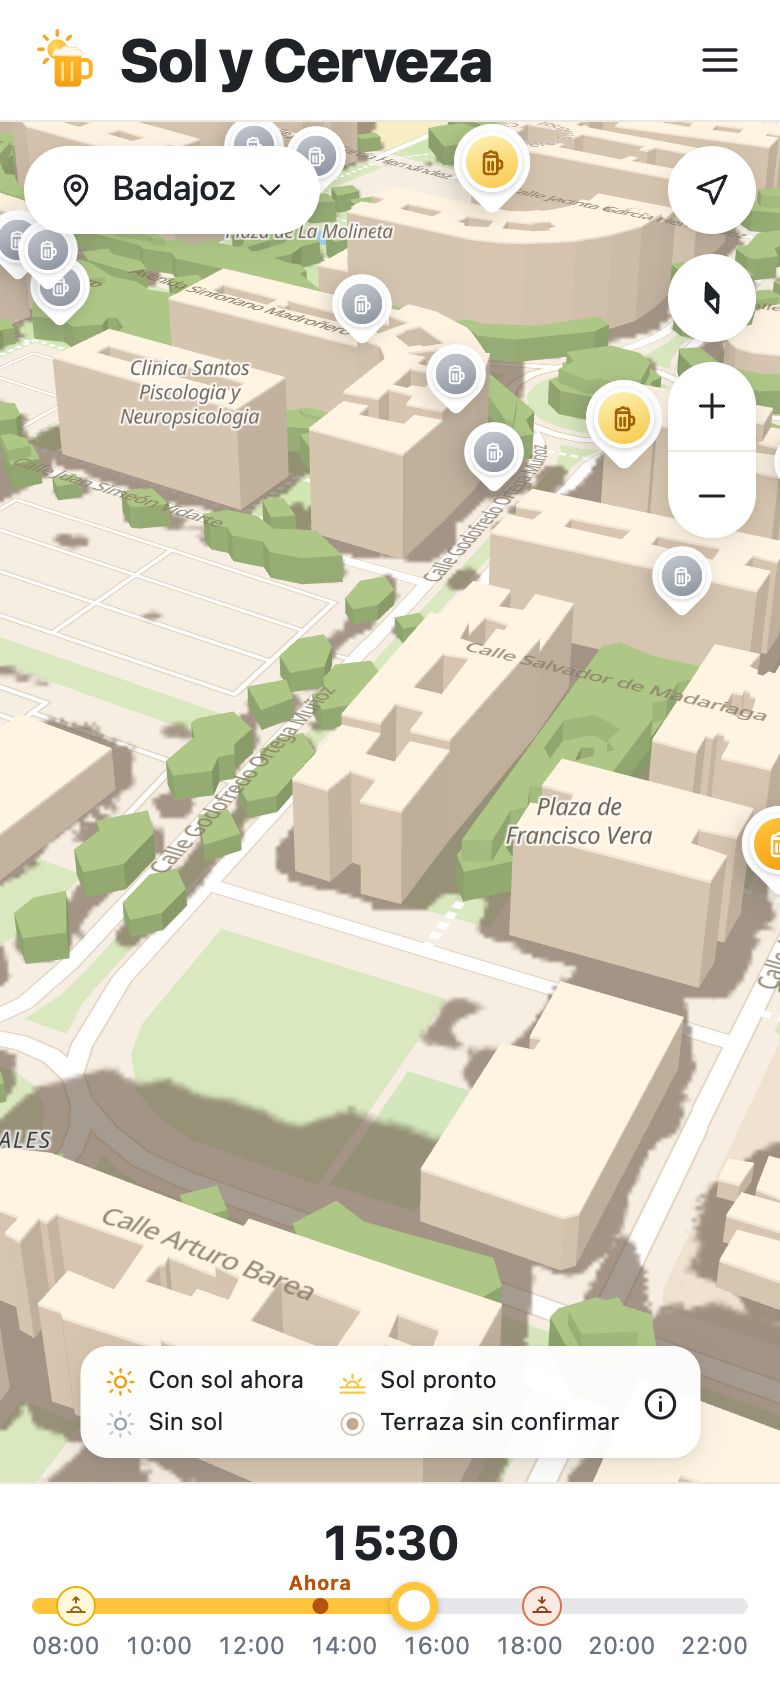 Sol y Cerveza
Badajoz
Plaza de La Molineta
Avenida Sinforiano Madroñero
Clinica Santos
Piscologia y
Neuropsicologia
Calle Juan Simeón Vidarte
Calle Godofredo Ortega Muñoz
Calle Salvador de Madariaga
Calle Godofredo Ortega Muñoz
Plaza de
Francisco Vera
Calle
ALES
Calle Arturo Barea
Con sol ahora
Sol pronto
Sin sol
Terraza sin confirmar
15:30
Ahora
08:00 10:00 12:00 14:00 16:00 18:00 20:00 22:00